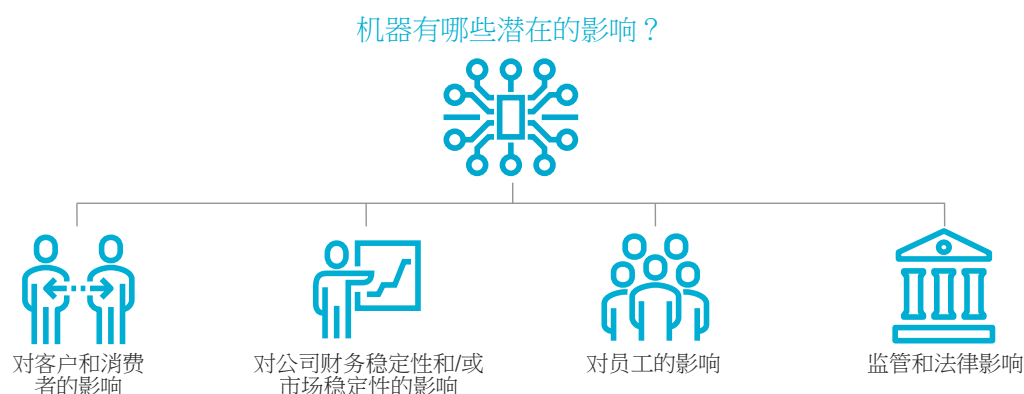 机器有哪些潜在的影响？
对客户和消费
者的影响
对公司财务稳定性和/或
市场稳定性的影响
对员工的影响
监管和法律影响